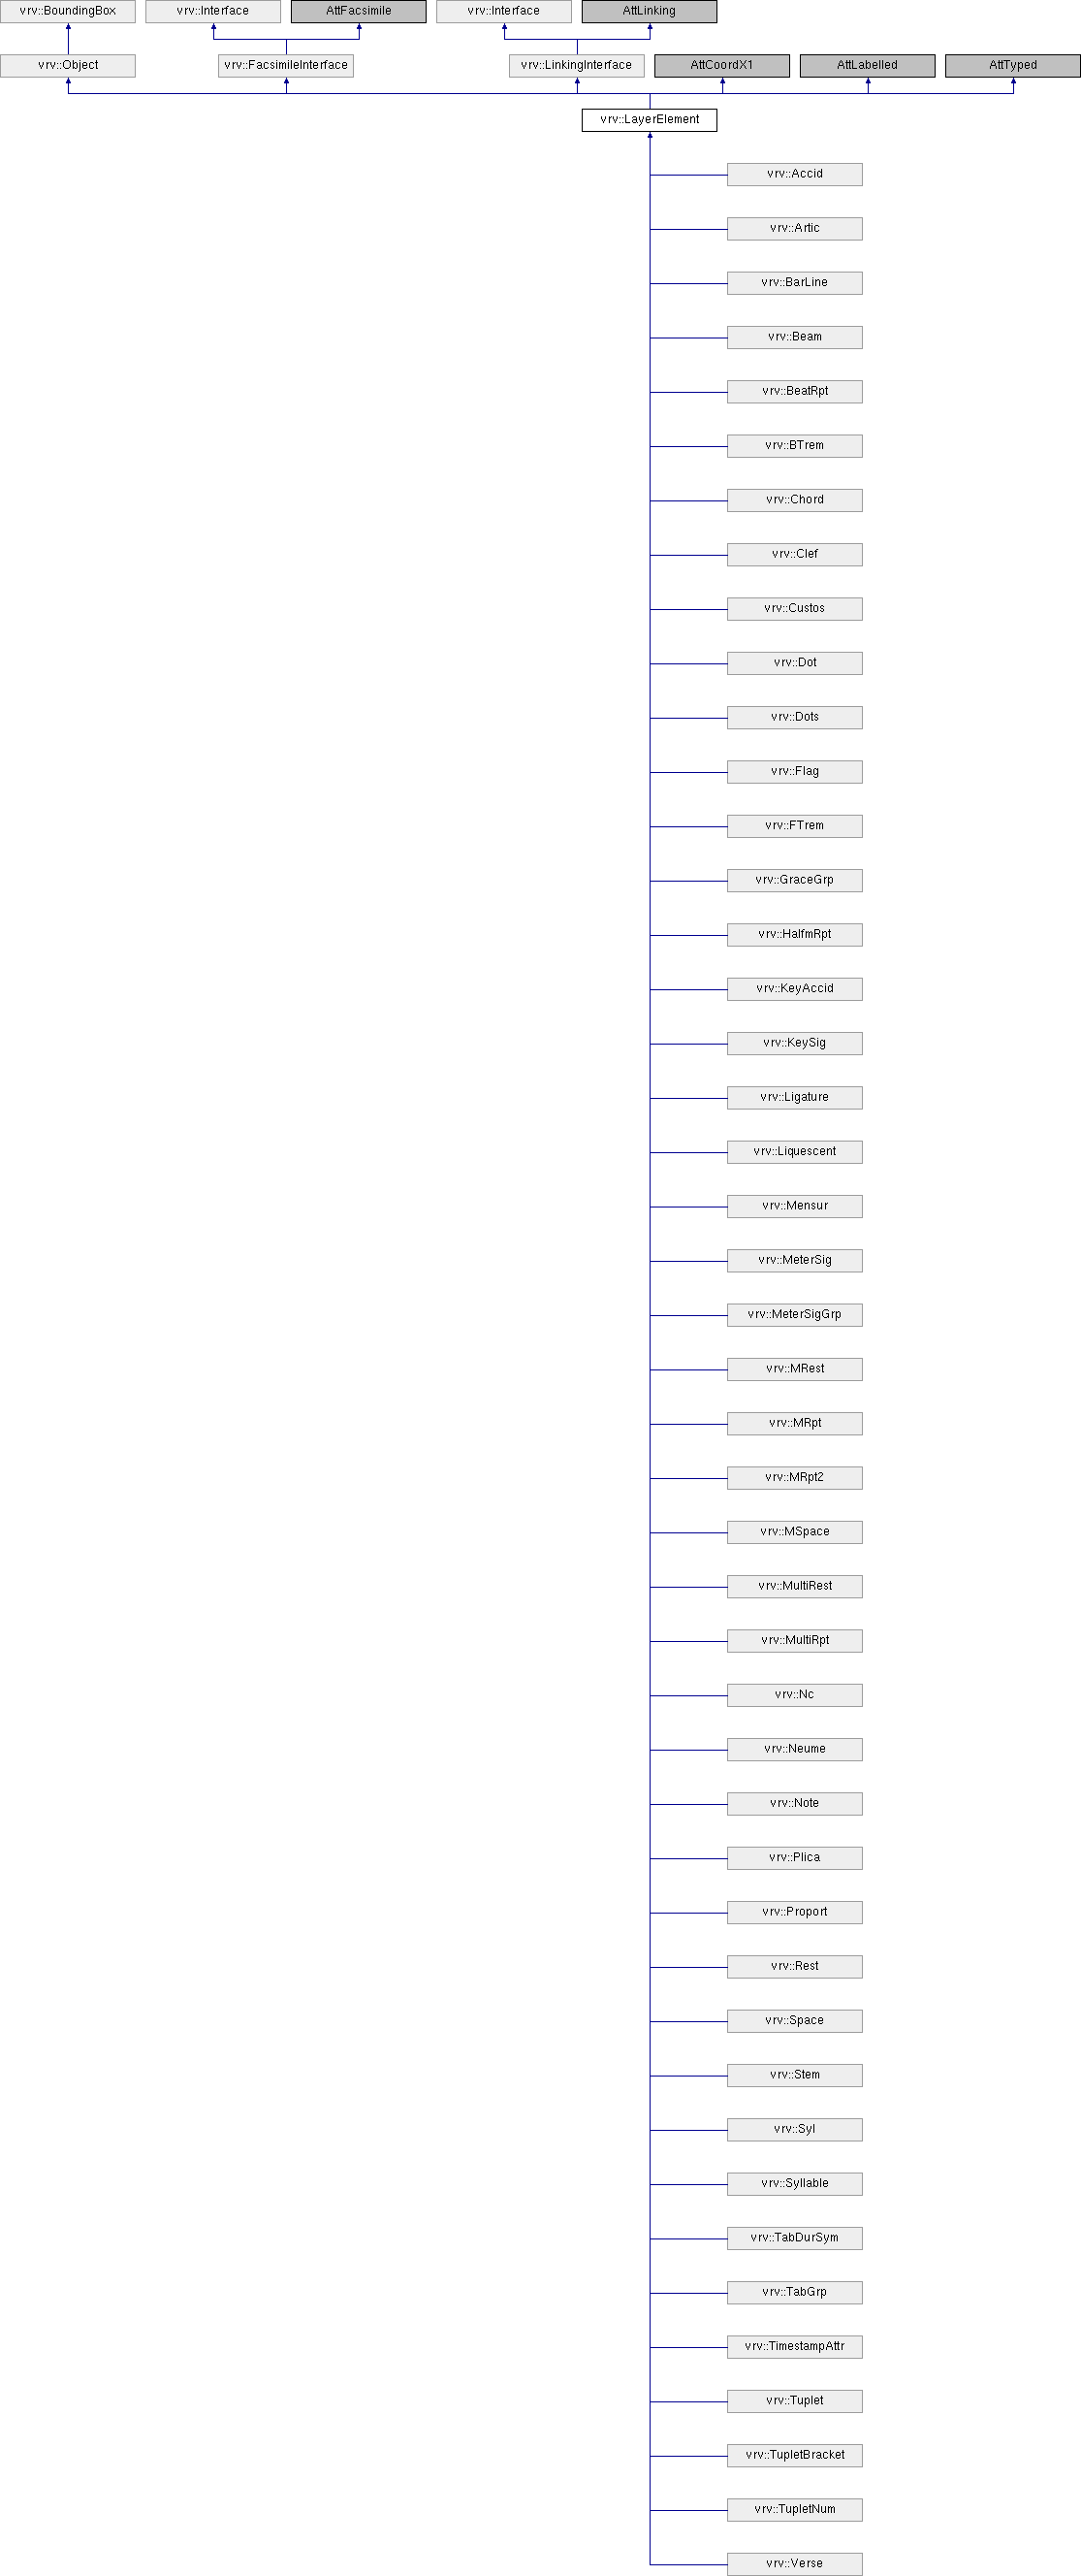 vrv::BoundingBox vrv::Interface AttFacsimile vrv::Interface AttLinking
vrv::Object vrv::FacsimileInterface vrv::LinkingInterface AttCoordX1 AttLabelled AttTyped
vrv::LayerElement
vrv::Accid
vrv::Artic
vrv::BarLine
vrv::Beam
vrv::BeatRpt
vrv::BTrem
vrv::Chord
vrv::Clef
vrv::Custos
vrv::Dot
vrv::Dots
vrv::Flag
vrv::FTrem
vrv::GraceGrp
vrv::HalfmRpt
vrv::KeyAccid
vrv::KeySig
vrv::Ligature
vrv::Liquescent
vrv::Mensur
vrv::MeterSig
vrv::MeterSigGrp
vrv::MRest
vrv::MRpt
vrv::MRpt2
vrv::MSpace
vrv::MultiRest
vrv::MultiRpt
vrv::Nc
vrv::Neume
vrv::Note
vrv::Plica
vrv::Proport
vrv::Rest
vrv::Space
vrv::Stem
vrv::Syl
vrv::Syllable
vrv::TabDurSym
vrv::TabGrp
vrv::TimestampAttr
vrv::Tuplet
vrv::TupletBracket
vrv::TupletNum
vrv::Verse